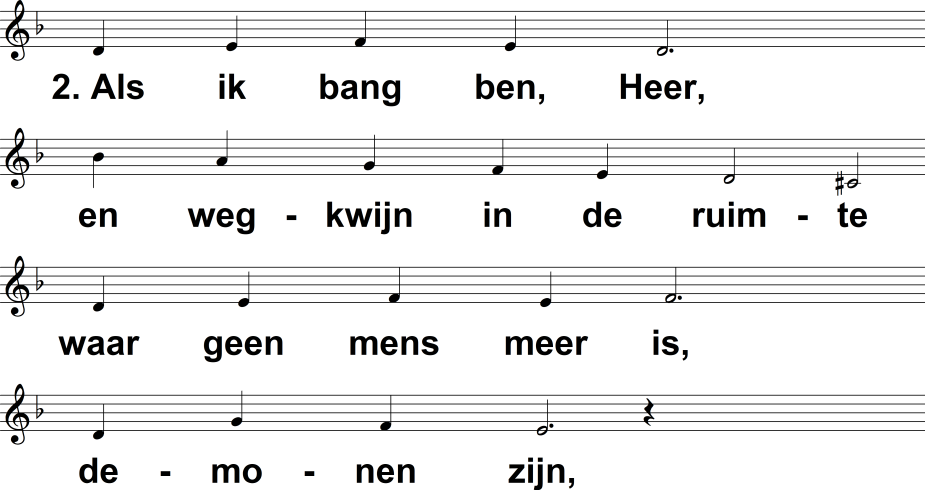 2. Als ik bang ben, Heer,
en weg - kwijn in de ruim - te
waar geen mens meer is,
de - mo - nen zijn,